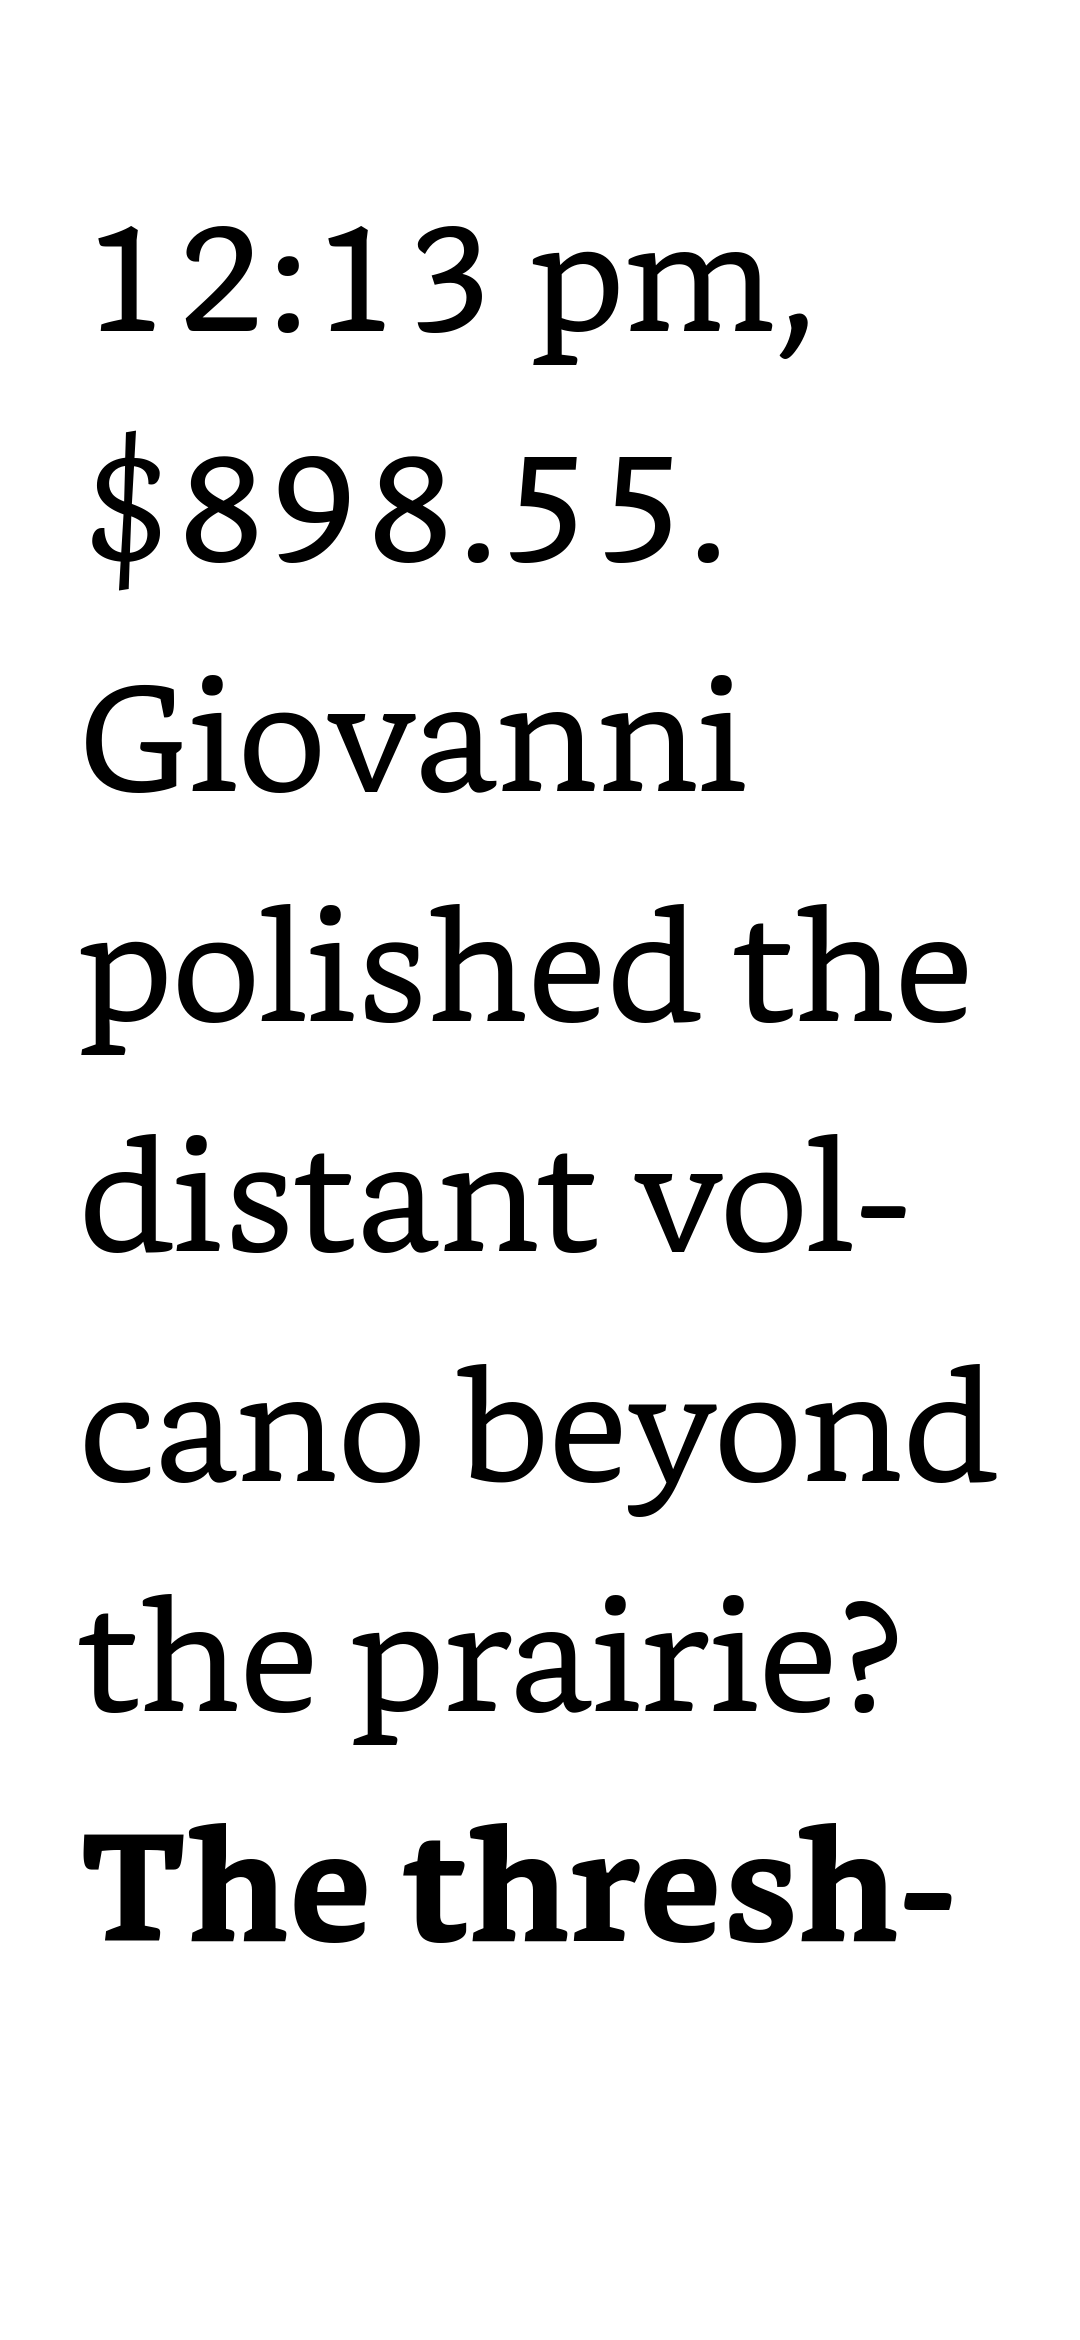 12:13 pm,
$898.55.
Giovanni
polished the
distant vol-
cano beyond
the prairie?
The thresh-